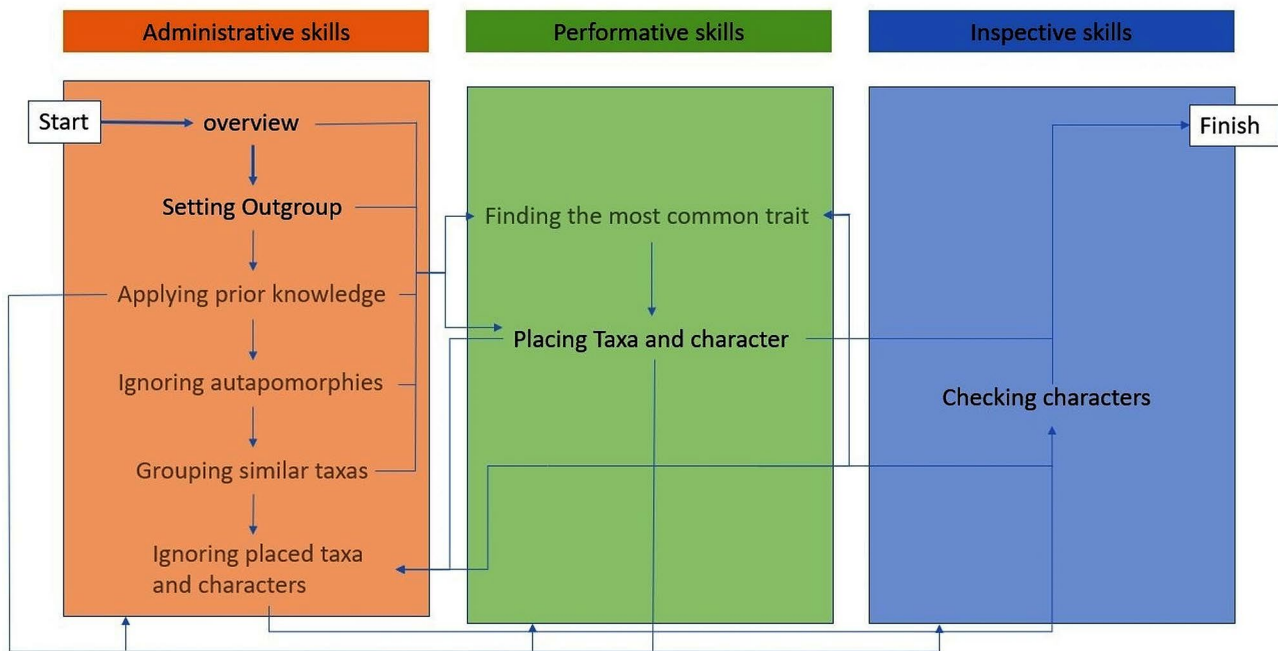 Administrative skills
Performative skills
Inspective skills
Start
overview
Setting Outgroup
Applying prior knowledge
Ignoring autapomorphies
Grouping similar taxas
Ignoring placed taxa
and characters
Finding the most common trait
Placing Taxa and character
Checking characters
Finish